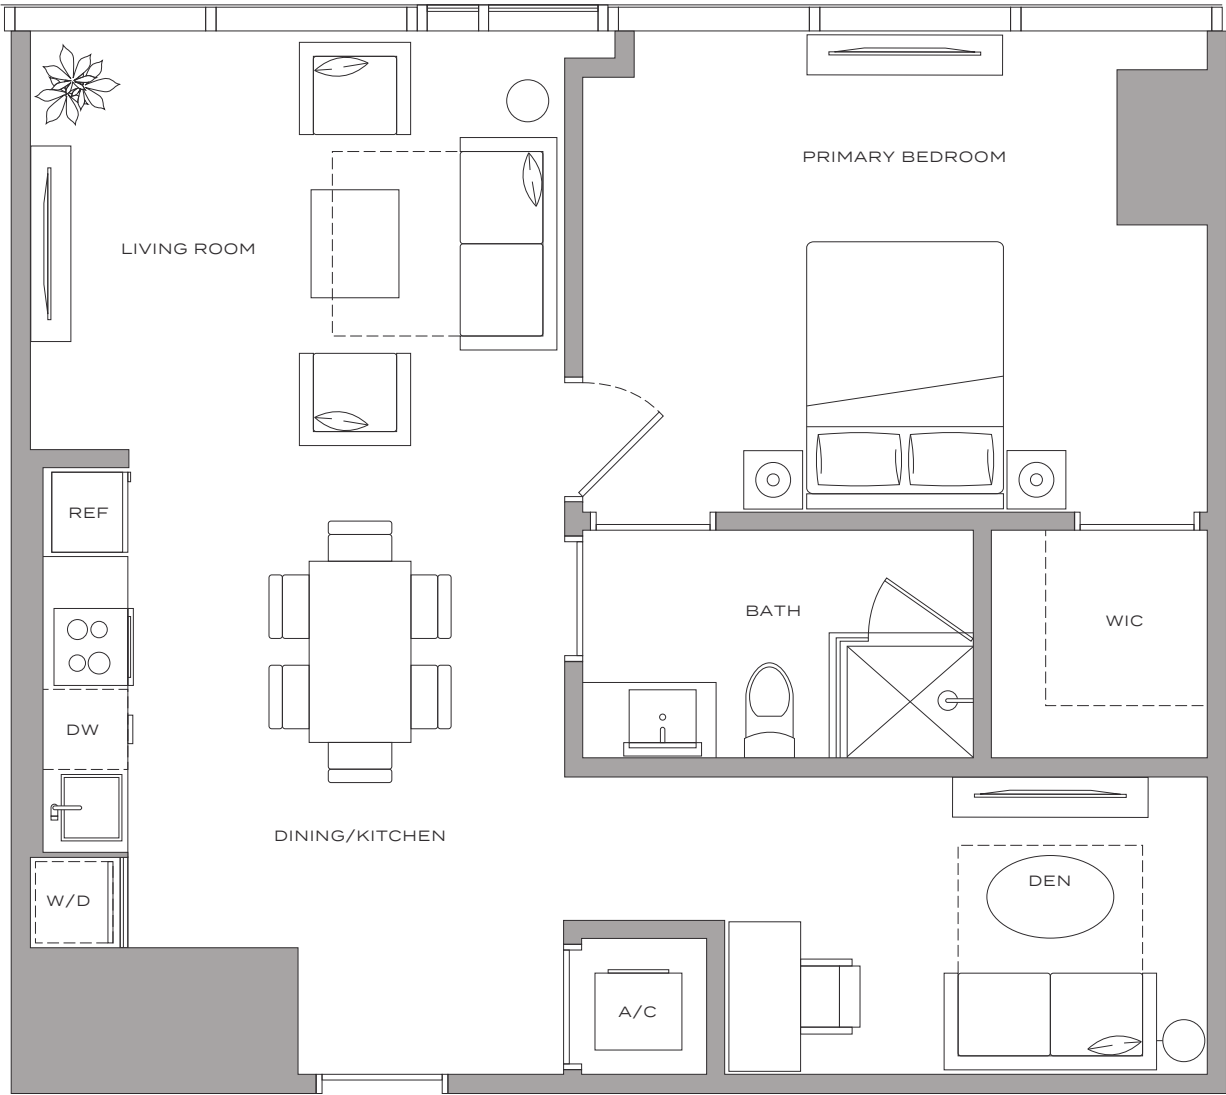 PRIMARY BEDROOM
LIVING ROOM
REF
BATH
WIC
DW
DINING/KITCHEN
DEN
W/D
A/C